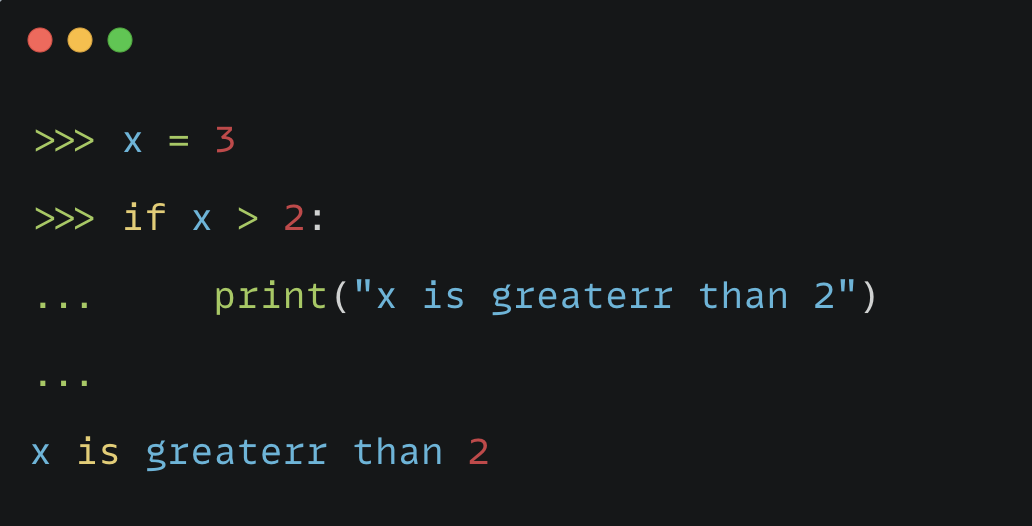 >>> x = 3
>>> if x > 2:
...     print("x is greaterr than 2")
...
x is greaterr than 2